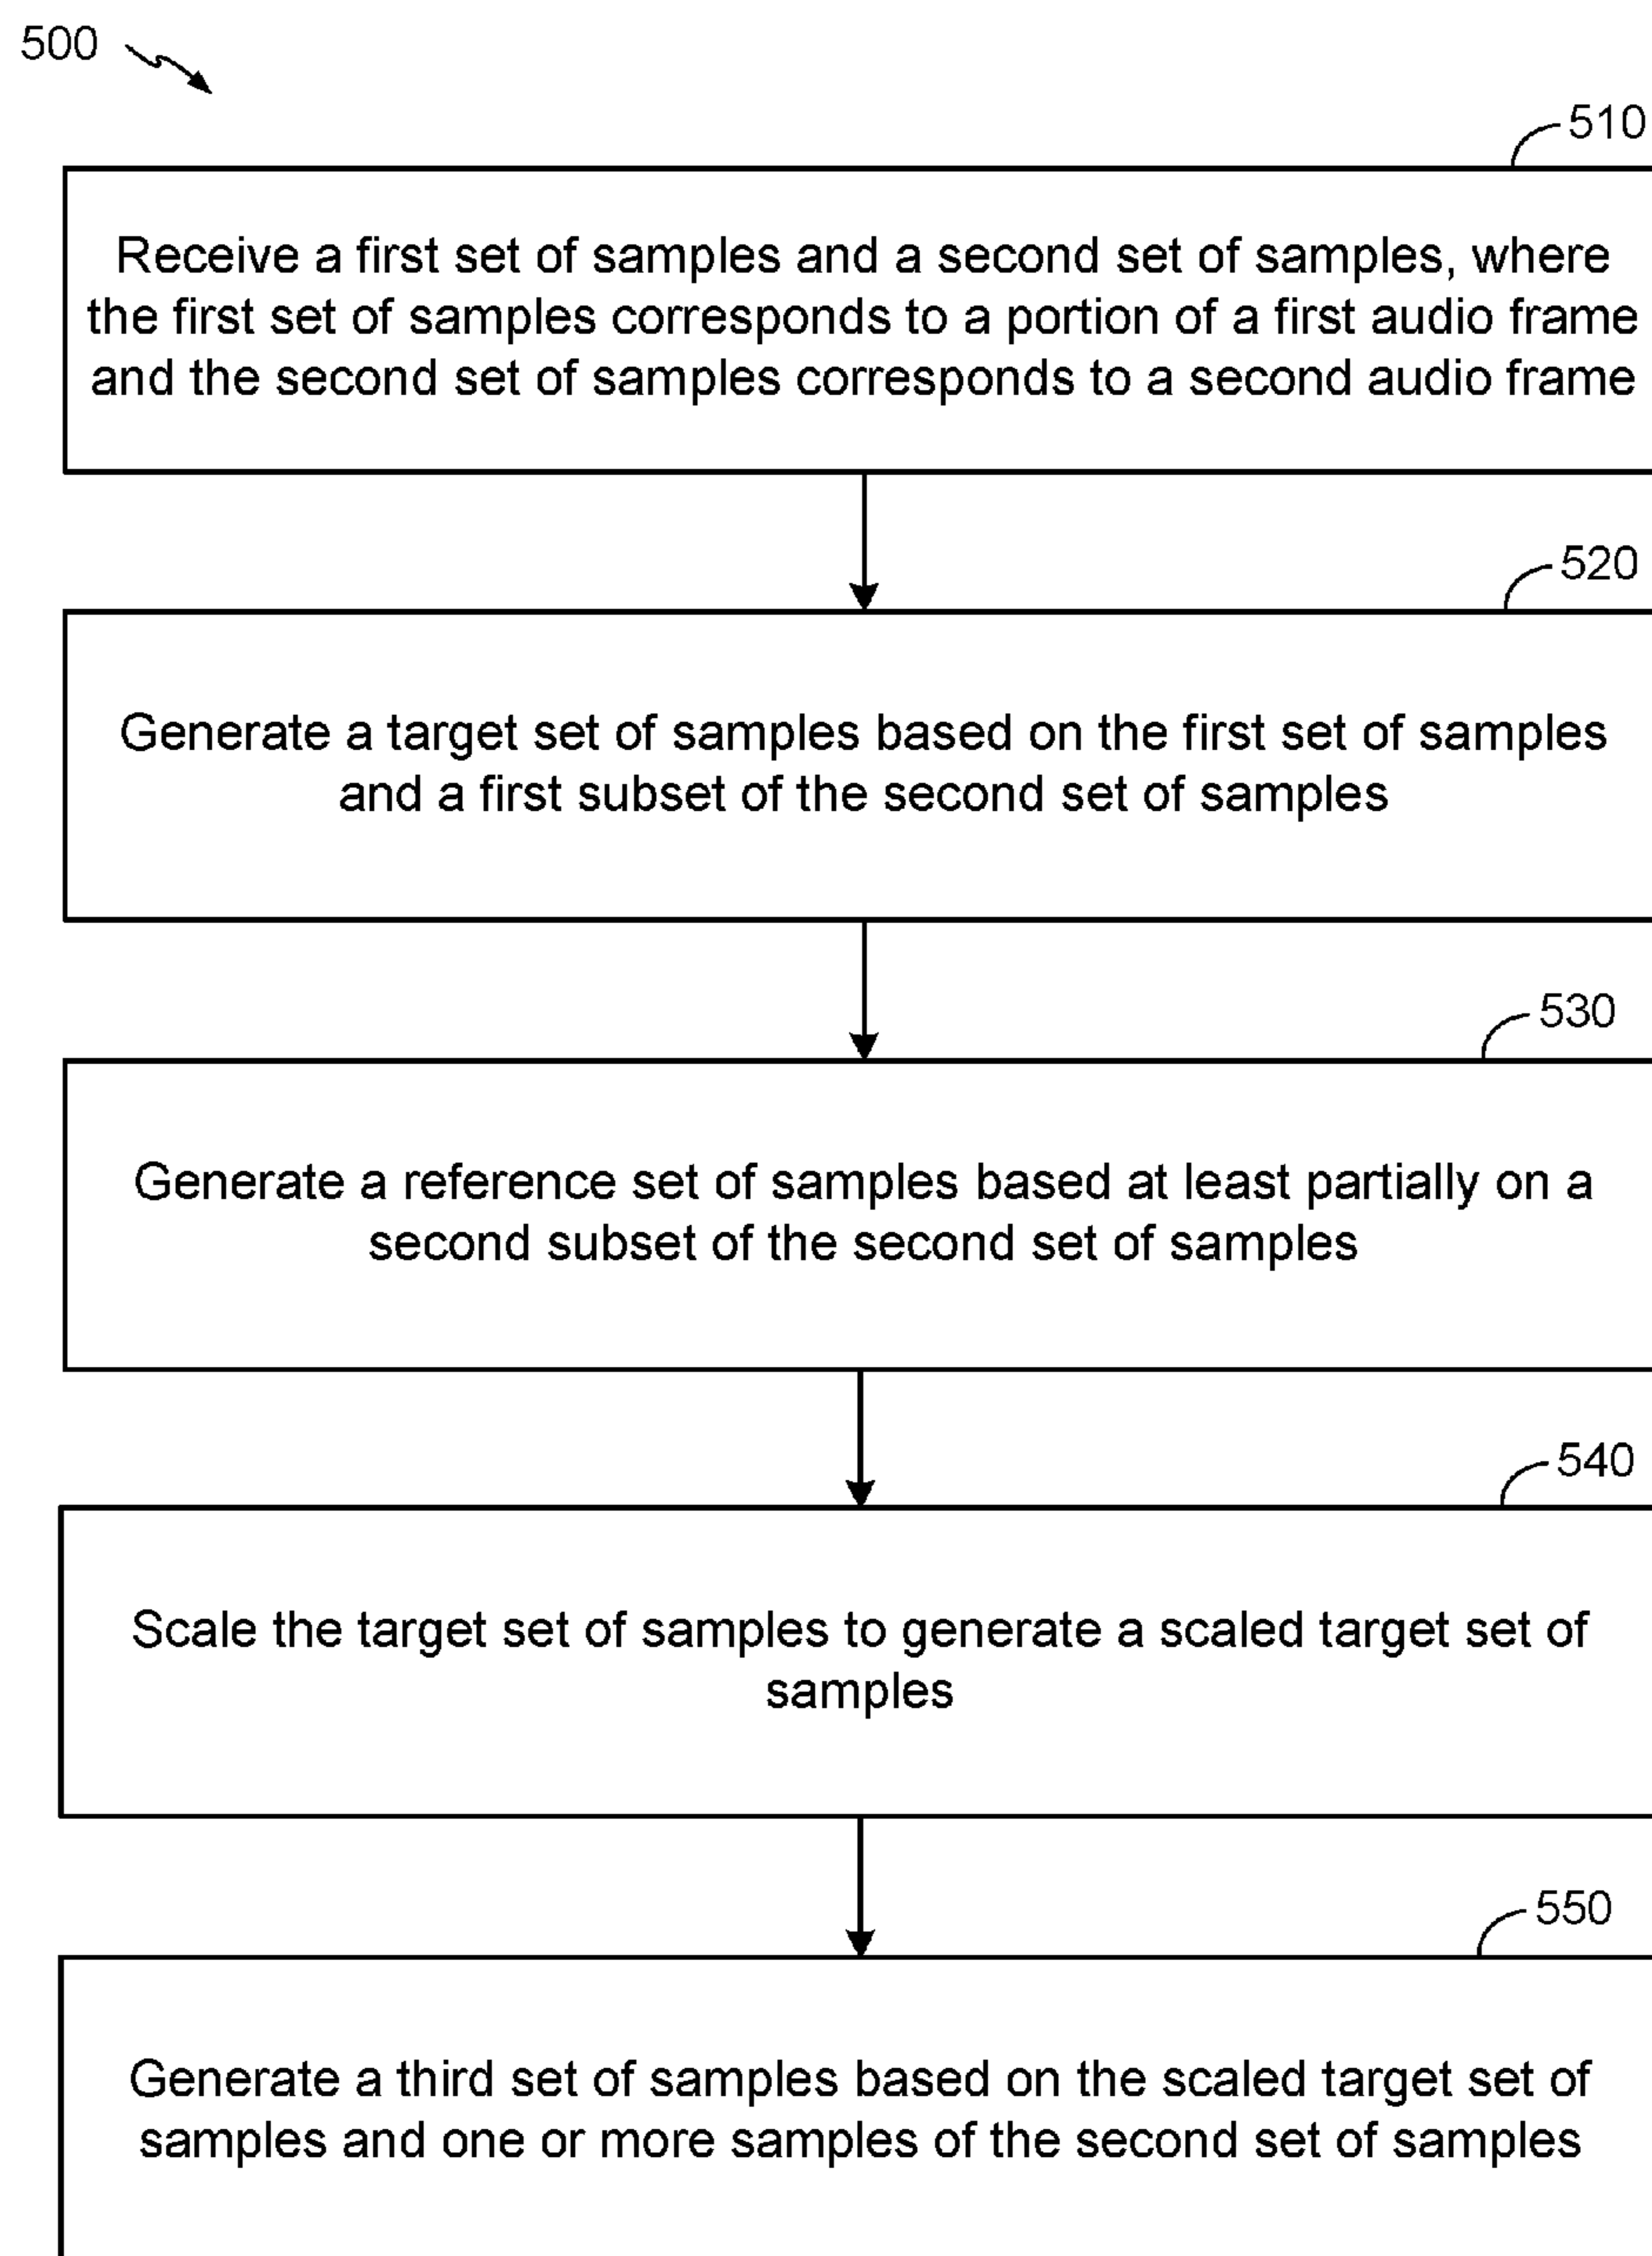 500
510
Receive a first set of samples and a second set of samples, where
the first set of samples corresponds to a portion of a first audio frame
and the second set of samples corresponds to a second audio frame
520
Generate a target set of samples based on the first set of samples
and a first subset of the second set of samples
530
Generate a reference set of samples based at least partially on a
second subset of the second set of samples
540
Scale the target set of samples to generate a scaled target set of
samples
550
Generate a third set of samples based on the scaled target set of
samples and one or more samples of the second set of samples